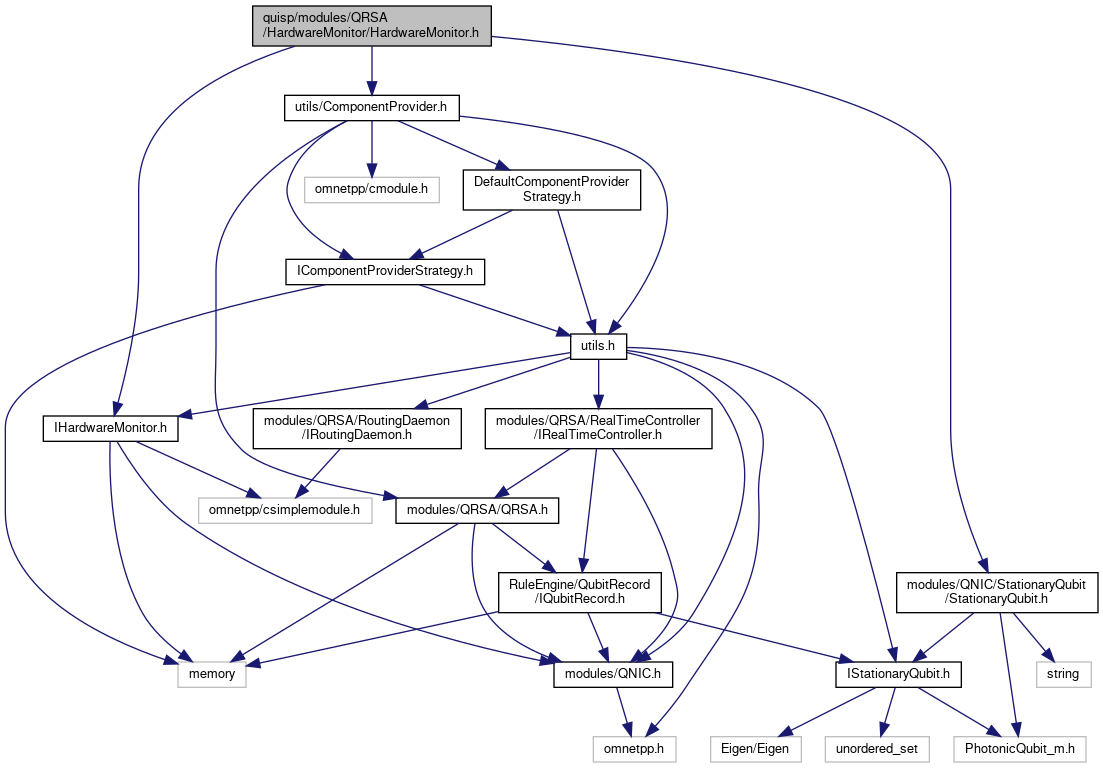 quisp/modules/QRSA
/HardwareMonitor/HardwareMonitor.h
utils/ComponentProvider.h
omnetpp/cmodule.h
DefaultComponentProvider
Strategy.h
IComponentProviderStrategy.h
utils.h
IHardwareMonitor.h
modules/QRSA/RoutingDaemon
/IRoutingDaemon.h
modules/QRSA/RealTimeController
/IRealTimeController.h
omnetpp/csimplemodule.h
modules/QRSA/QRSA.h
RuleEngine/QubitRecord
/IQubitRecord.h
modules/QNIC/StationaryQubit
/StationaryQubit.h
memory
modules/QNIC.h
IStationaryQubit.h
string
omnetpp.h
Eigen/Eigen
unordered_set
PhotonicQubit_m.h